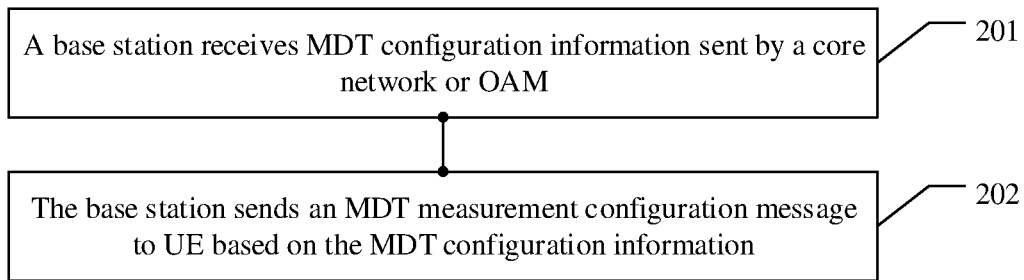 A base station receives MDT configuration information sent by a core
network or OAM
201
The base station sends an MDT measurement configuration message
to UE based on the MDT configuration information
202